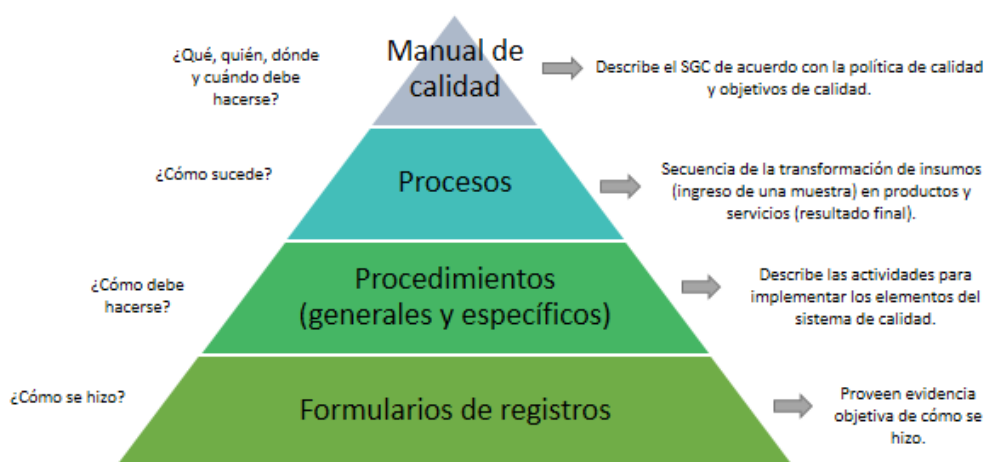 ¿Qué, quién, dónde
y cuándo debe
hacerse?
Manual de
calidad
Describe el SGC de acuerdo con la política de calidad
y objetivos de calidad.
¿Cómo sucede?
Procesos
Secuencia de la transformación de insumos
(ingreso de una muestra) en productos y
servicios (resultado final).
¿Cómo debe
hacerse?
Procedimientos
(generales y específicos)
Describe las actividades para
implementar los elementos del
sistema de calidad.
¿Cómo se hizo?
Formularios de registros
Proveen evidencia
objetiva de cómo se
hizo.